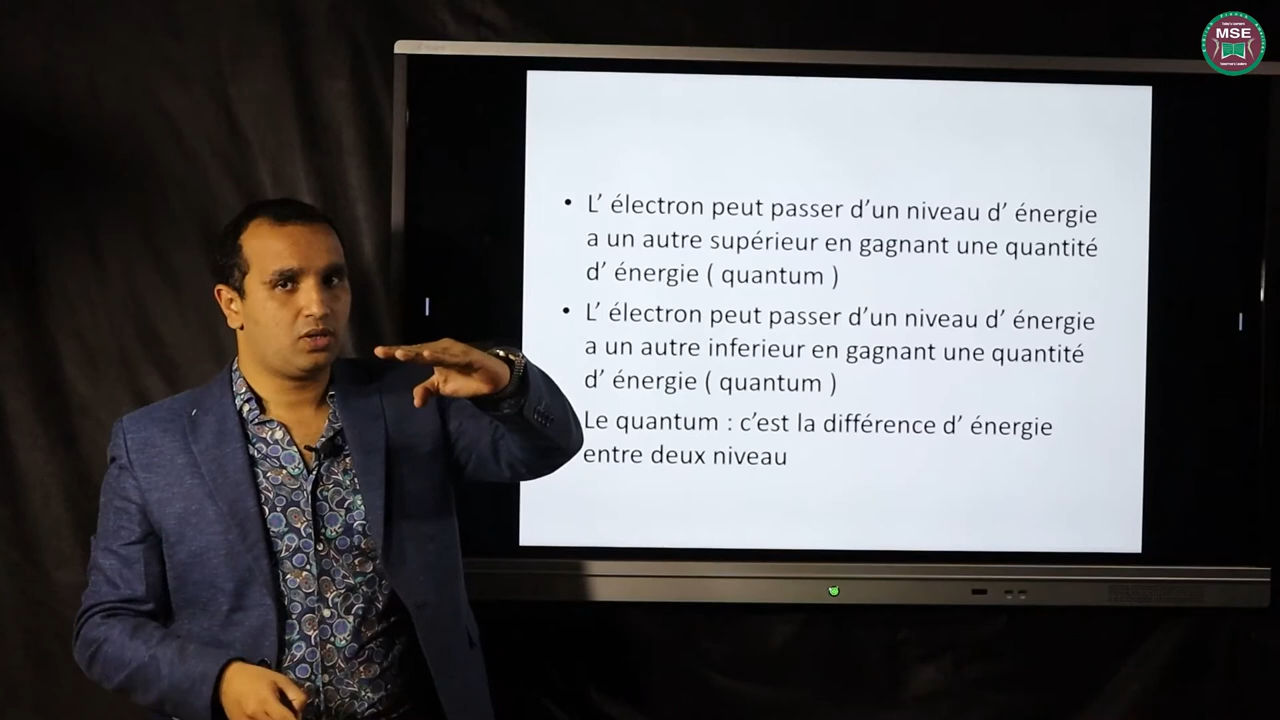 MSE
• L’ électron peut passer d’un niveau d’ énergie
a un autre supérieur en gagnant une quantité
d’ énergie ( quantum )
• L’ électron peut passer d’un niveau d’ énergie
a un autre inferieur en gagnant une quantité
d’ énergie ( quantum )
Le quantum : c’est la différence d’ énergie
entre deux niveau